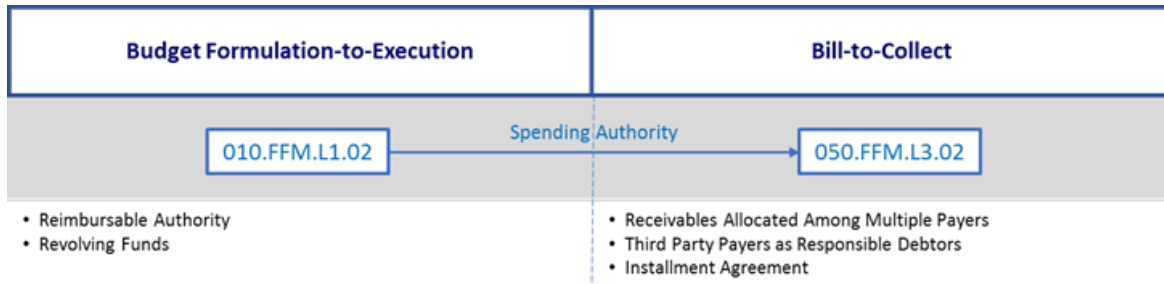 Budget Formulation-to-Execution
Bill-to-Collect
Spending Authority
010.FFM.L1.02
050.FFM.L3.02
• Reimbursable Authority
• Revolving Funds
• Receivables Allocated Among Multiple Payers
• Third Party Payers as Responsible Debtors
• Installment Agreement